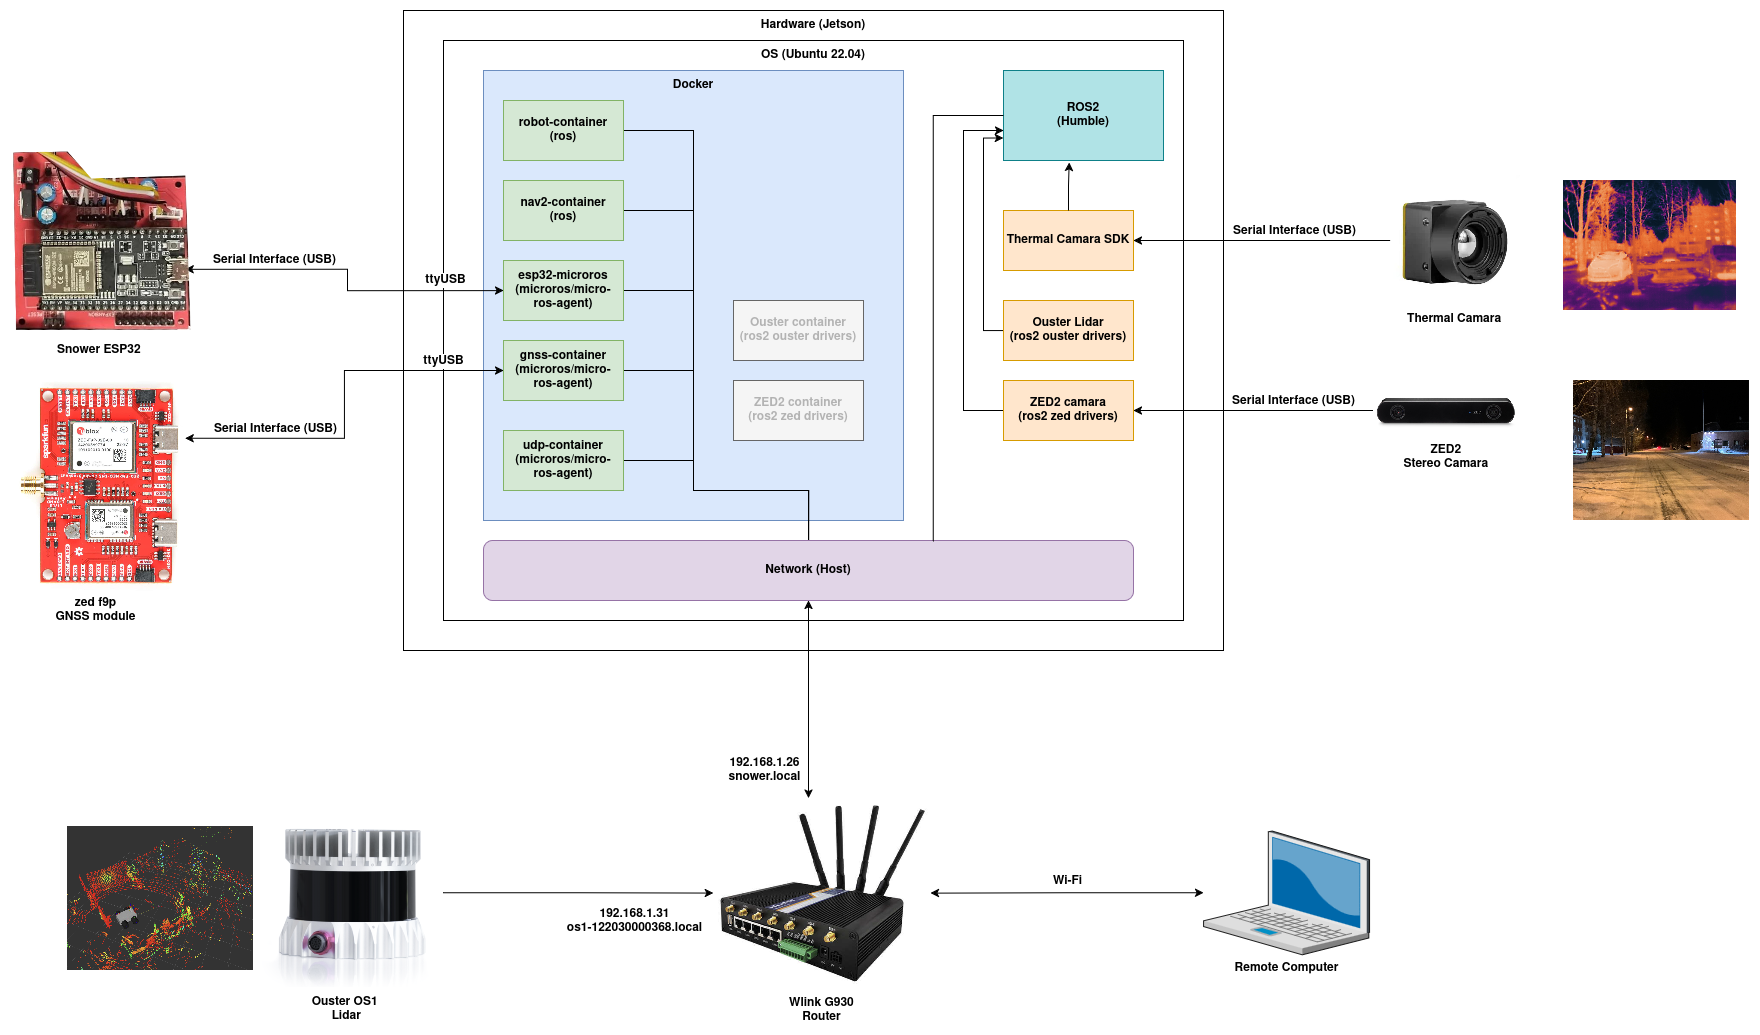 Hardware (Jetson)
OS (Ubuntu 22.04)
Docker
robot-container
(ros)
nav2-container
(ros)
esp32-microros
(microros/micro-
ros-agent)
gnss-container
(microros/micro-
ros-agent)
udp-container
(microros/micro-
ros-agent)
Ouster container
(ros2 ouster drivers)
ZED2 container
(ros2 zed drivers)
ROS2
(Humble)
Thermal Camara SDK
Ouster Lidar
(ros2 ouster drivers)
ZED2 camara
(ros2 zed drivers)
Network (Host)
Serial Interface (USB)
ttyUSB
Snower ESP32
Serial Interface (USB)
ttyUSB
sparkfun
zed f9p
GNSS module
Serial Interface (USB)
Thermal Camara
Serial Interface (USB)
ZED2
Stereo Camara
192.168.1.26
snower.local
192.168.1.31
os1-122030000368.local
Wi-Fi
Ouster OS1
Lidar
Wlink G930
Router
Remote Computer